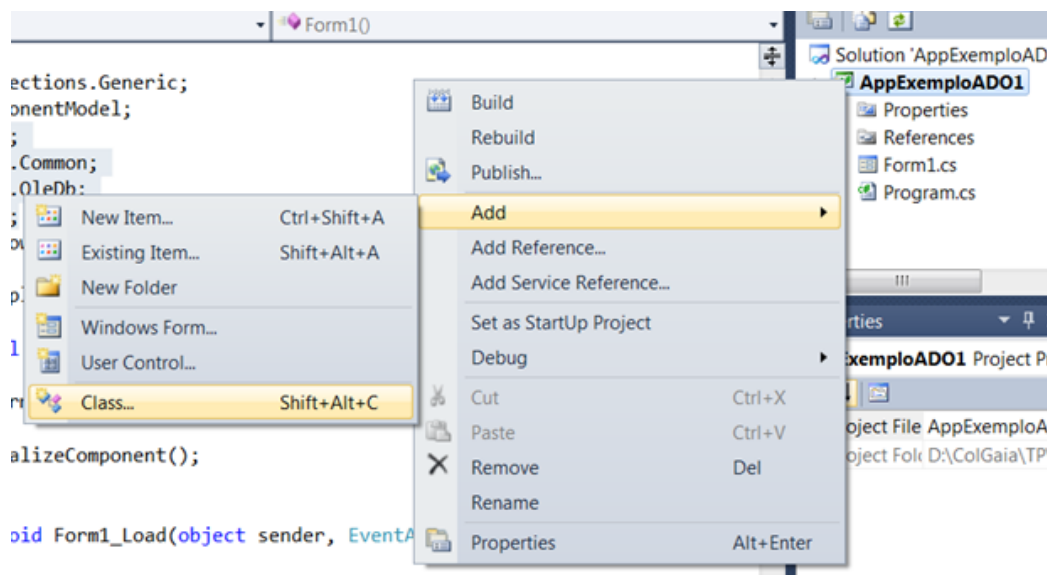 Form1()
Solution 'AppExemploAD
AppExemploADO1
Properties
References
Form1.cs
Program.cs
ections.Generic;
onentModel;
;
.Common;
.OleDb;
;
Build
Rebuild
Publish...
Add
Add Reference...
Add Service Reference...
Set as StartUp Project
Debug
Cut Ctrl+X
Paste Ctrl+V
Remove Del
Rename
Properties Alt+Enter
New Item... Ctrl+Shift+A
Existing Item... Shift+Alt+A
New Folder
Windows Form...
User Control...
Class... Shift+Alt+C
alizeComponent();
oid Form1_Load(object sender, EventA
rties
xemploADO1 Project P
oject File AppExemploA
oject Fold D:\ColGaia\TP